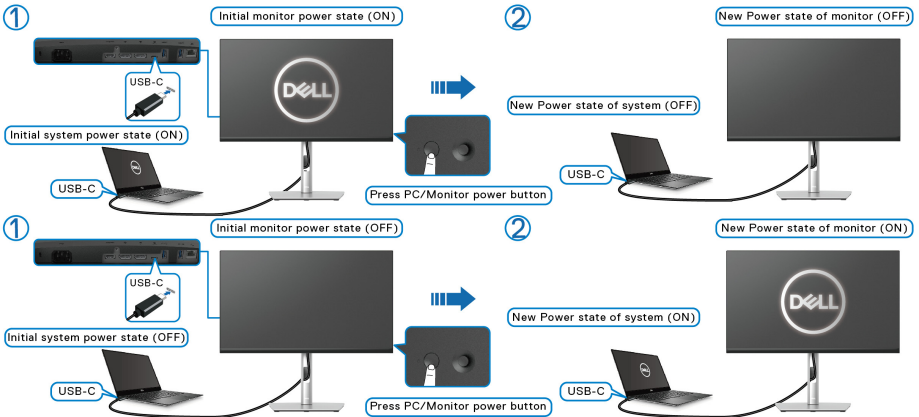 1
Initial monitor power state (ON)
USB-C
DELL
Initial system power state (ON)
DELL
USB-C
Press PC/Monitor power button
2
New Power state of monitor (OFF)
New Power state of system (OFF)
USB-C
1
Initial monitor power state (OFF)
USB-C
Initial system power state (OFF)
USB-C
Press PC/Monitor power button
2
New Power state of monitor (ON)
DELL
New Power state of system (ON)
DELL
USB-C